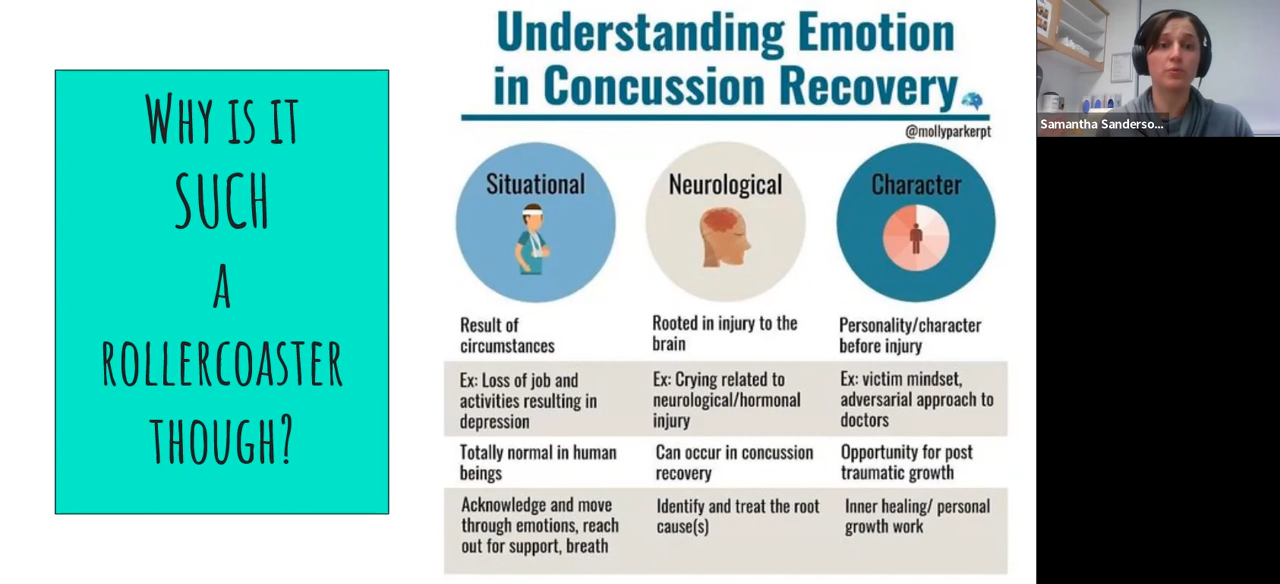 WHY IS IT
SUCH
A
ROLLERCOASTER
THOUGH?
Understanding Emotion
in Concussion Recovery
@mollyparkerpt
Situational
Neurological
Character
Result of
circumstances
Rooted in injury to the
brain
Personality/character
before injury
Ex: Loss of job and
activities resulting in
depression
Ex: Crying related to
neurological/hormonal
injury
Ex: victim mindset,
adversarial approach to
doctors
Totally normal in human
beings
Can occur in concussion
recovery
Opportunity for post
traumatic growth
Acknowledge and move
through emotions, reach
out for support, breath
Identify and treat the root
cause(s)
Inner healing/ personal
growth work
Samantha Sanderso...